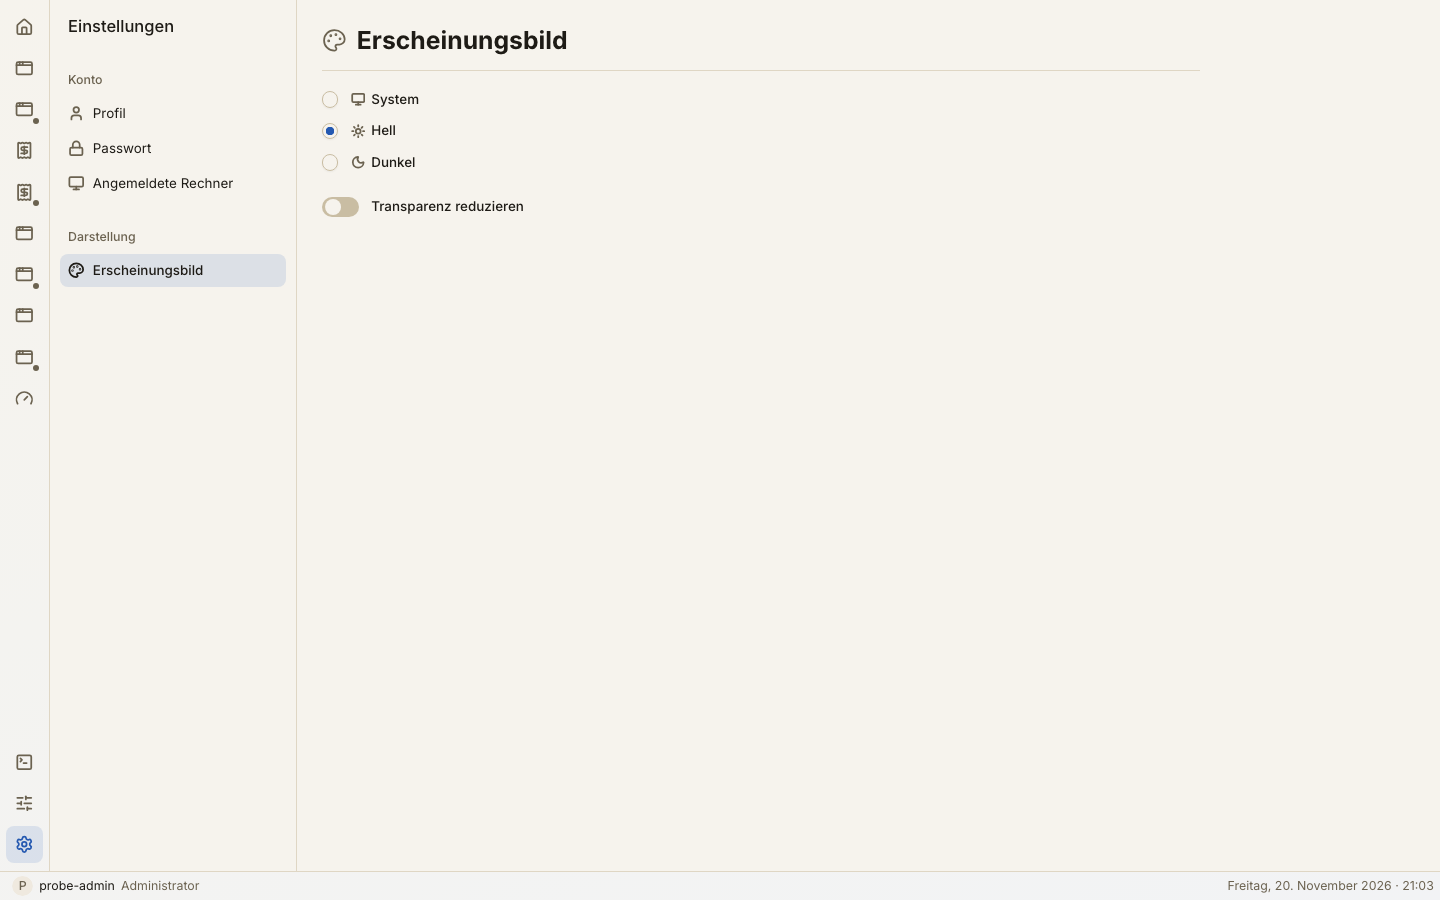 Einstellungen
Konto
Profil
Passwort
Angemeldete Rechner
Darstellung
Erscheinungsbild
Erscheinungsbild
System
Hell
Dunkel
Transparenz reduzieren
P probe-admin Administrator
Freitag, 20. November 2026 · 21:03